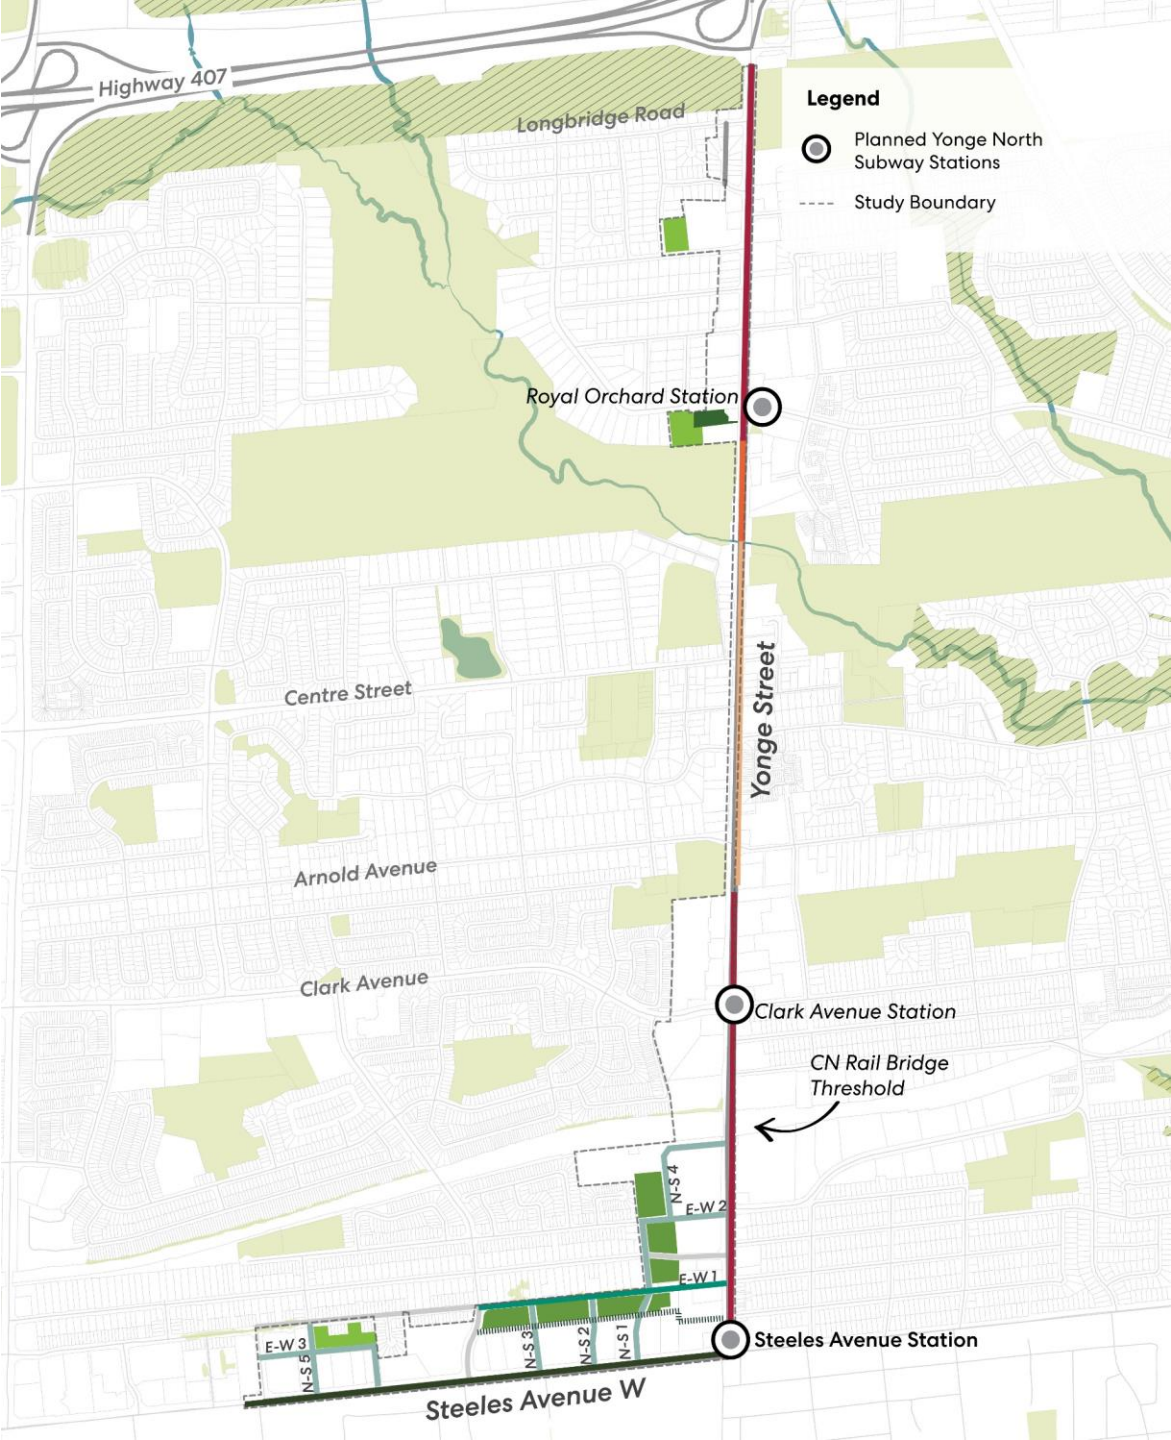 Highway 407
Longbridge Road
Legend
Planned Yonge North
Subway Stations
Study Boundary
Royal Orchard Station
Yonge Street
Centre Street
Arnold Avenue
Clark Avenue
Clark Avenue Station
CN Rail Bridge
Threshold
N-S 4
E-W 2
E-W 1
E-W 3
N-S 5
N-S 3
N-S 2
N-S 1
Steeles Avenue Station
Steeles Avenue W